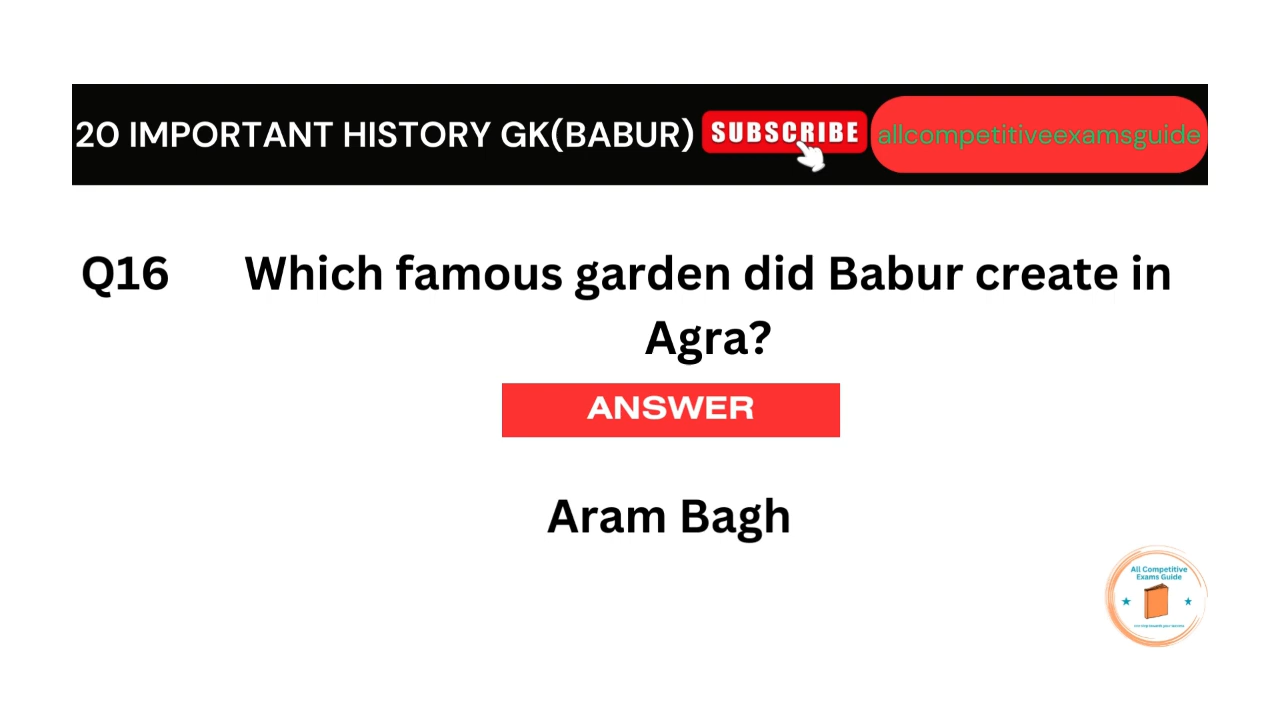 20 IMPORTANT HISTORY GK(BABUR) SUBSCRIBE allcompetitiveexamsguide
Q16 Which famous garden did Babur create in
Agra?
ANSWER
Aram Bagh
All Competitive
Exams Guide